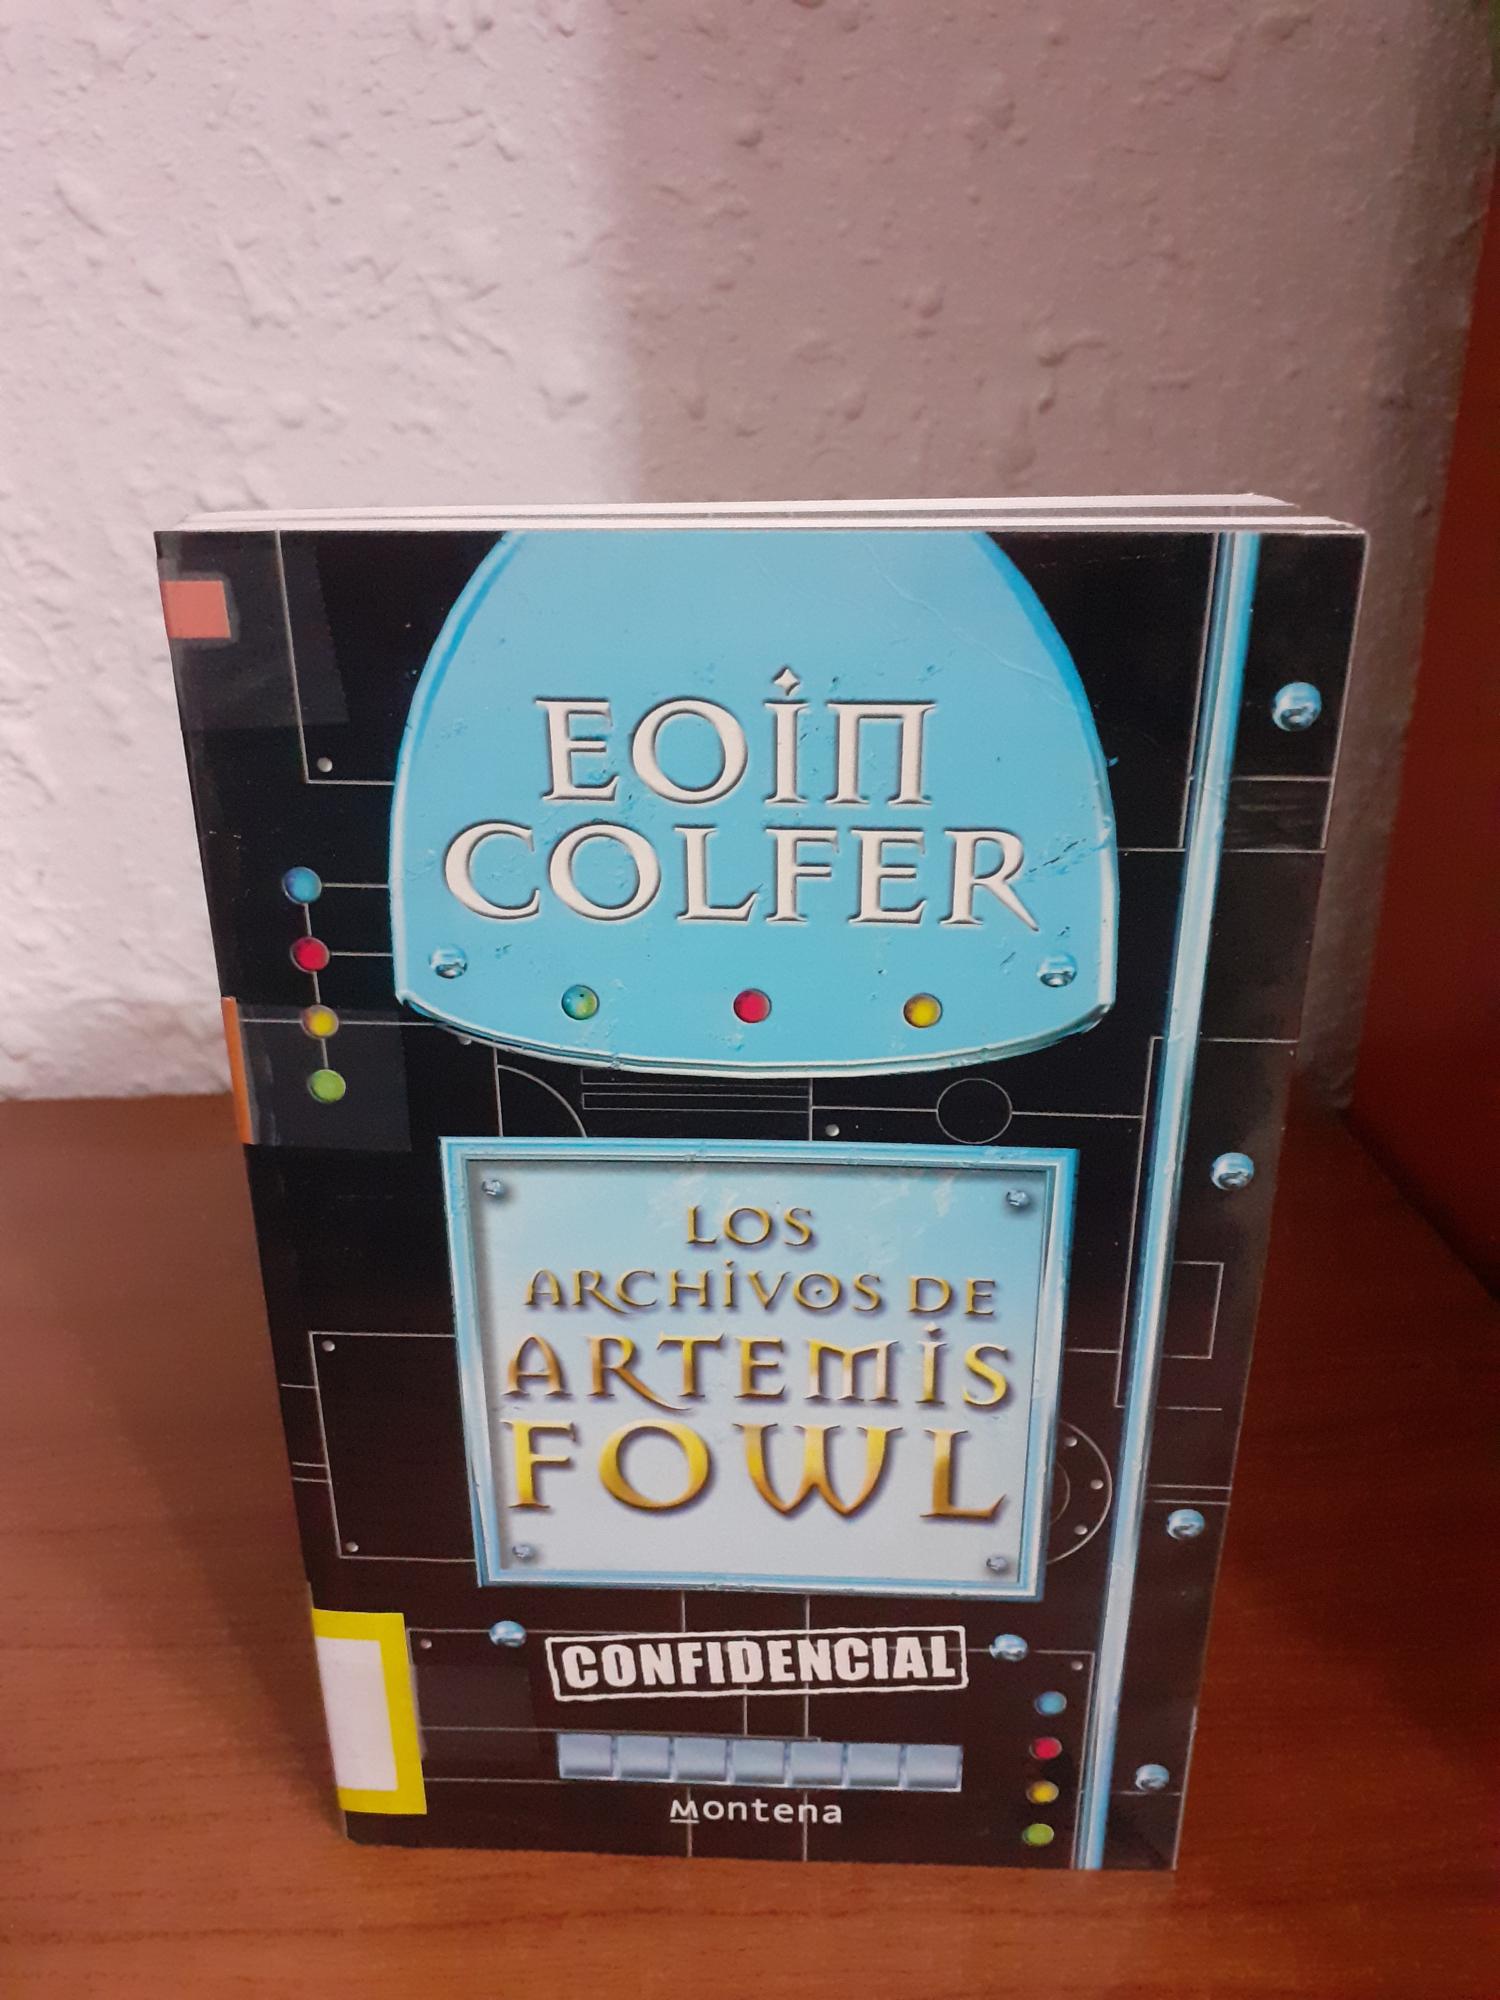 EOIN
COLFER
LOS
ARCHIVOS DE
ARTEMIS
FOWL
CONFIDENCIAL
Montena